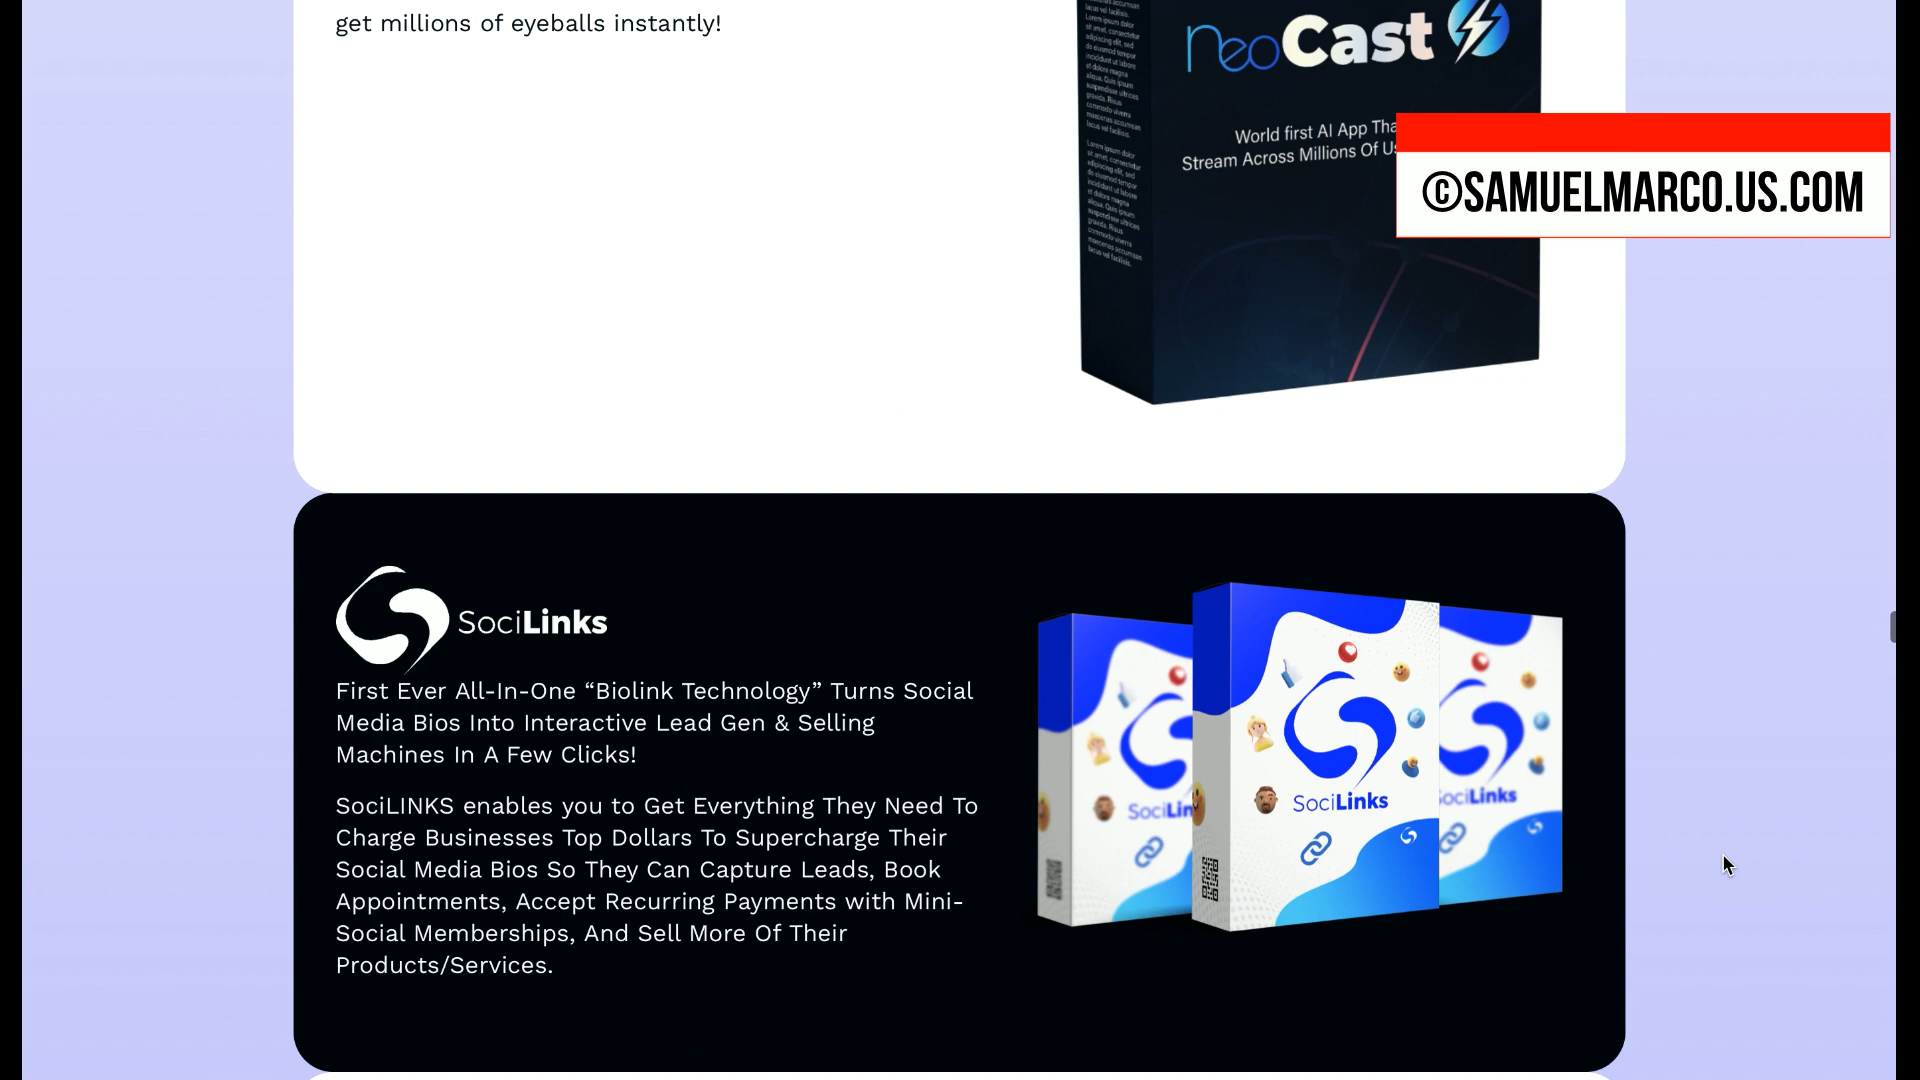 get millions of eyeballs instantly!
neoCast
World first AI App Tha
Stream Across Millions Of Us
©SAMUELMARCO.US.COM
SociLinks
First Ever All-In-One “Biolink Technology” Turns Social
Media Bios Into Interactive Lead Gen & Selling
Machines In A Few Clicks!
SociLINKS enables you to Get Everything They Need To
Charge Businesses Top Dollars To Supercharge Their
Social Media Bios So They Can Capture Leads, Book
Appointments, Accept Recurring Payments with Mini-
Social Memberships, And Sell More Of Their
Products/Services.
SociLin
SociLinks
ociLinks